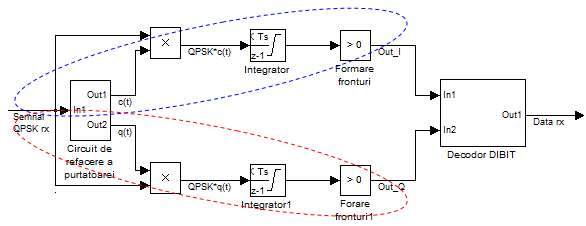 ×
K Ts
z-1
> 0
QPSK*c(t)
Integrator
Formare
fronturi
Out_I
Out1
In1
Out2
c(t)
q(t)
Semnal
QPSK rx
Circuit de
refacere a
purtatoarei
In1
In2
Out1
Decodor DIBIT
Data rx
×
K Ts
z-1
> 0
QPSK*q(t)
Integrator1
Forare
fronturi1
Out_Q